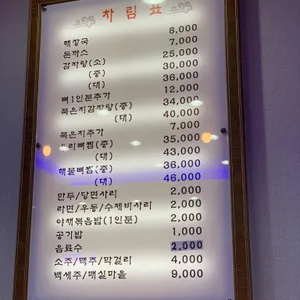 차림표
해장국 8,000
돈까스 7,000
감자탕(소) 25,000
(중) 30,000
(대) 36,000
뼈1인분추가 12,000
묵은지감자탕(중) 34,000
(대) 40,000
묵은지추가 7,000
뼈찜(중) 35,000
(대) 43,000
해물뼈찜(중) 36,000
(대) 46,000
만두/당면사리 2,000
라면/우동/수제비사리 2,000
야채볶음밥(1인분) 2,000
공기밥 1,000
음료수 2,000
소주/맥주/막걸리 4,000
백세주/매실마을 9,000